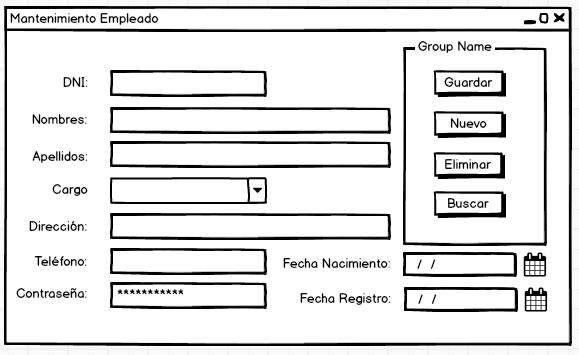 Mantenimiento Empleado
Group Name
DNI:
Guardar
Nombres:
Nuevo
Apellidos:
Eliminar
Cargo
Buscar
Dirección:
Teléfono:
Fecha Nacimiento: / /
Contraseña: ***********
Fecha Registro: / /